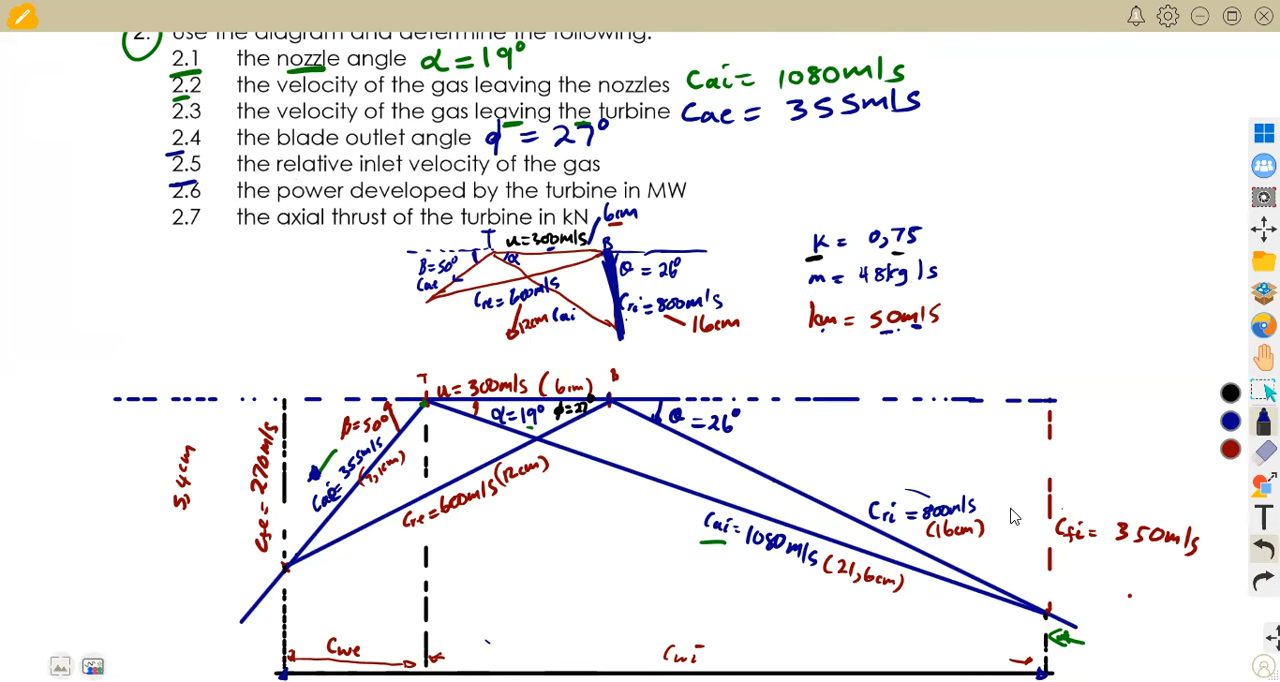 2. Use the diagram and determine the following:
2.1 the nozzle angle α = 19°
2.2 the velocity of the gas leaving the nozzles Cai = 1080m/s
2.3 the velocity of the gas leaving the turbine Cae = 355m/s
2.4 the blade outlet angle ϕ = 27°
2.5 the relative inlet velocity of the gas
2.6 the power developed by the turbine in MW
2.7 the axial thrust of the turbine in kN
6cm
T u=300m/s B
β=50° α θ = 26°
Cae
Cre=600m/s Cri=800m/s
12cm Cai 16cm
k = 0,75
m = 48kg/s
km = 50m/s
T u = 300m/s (6cm) B
β=50° α=19° ϕ=27° θ = 26°
5,4cm
Cfe = 270m/s
Cae = 355m/s
(7,1cm)
Cre = 600m/s (12cm)
Cri = 800m/s
(16cm)
Cai = 1080m/s (21,6cm)
Cfi = 350m/s
Cwe
Cwi
T